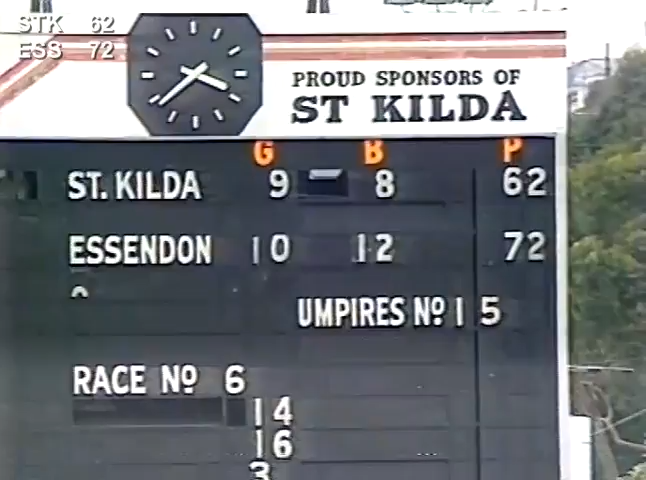 STK 62
ESS 72
PROUD SPONSORS OF
ST KILDA
G B P
ST. KILDA 9 8 62
ESSENDON 10 12 72
UMPIRES Nº 1 5
RACE Nº 6
14
16
3